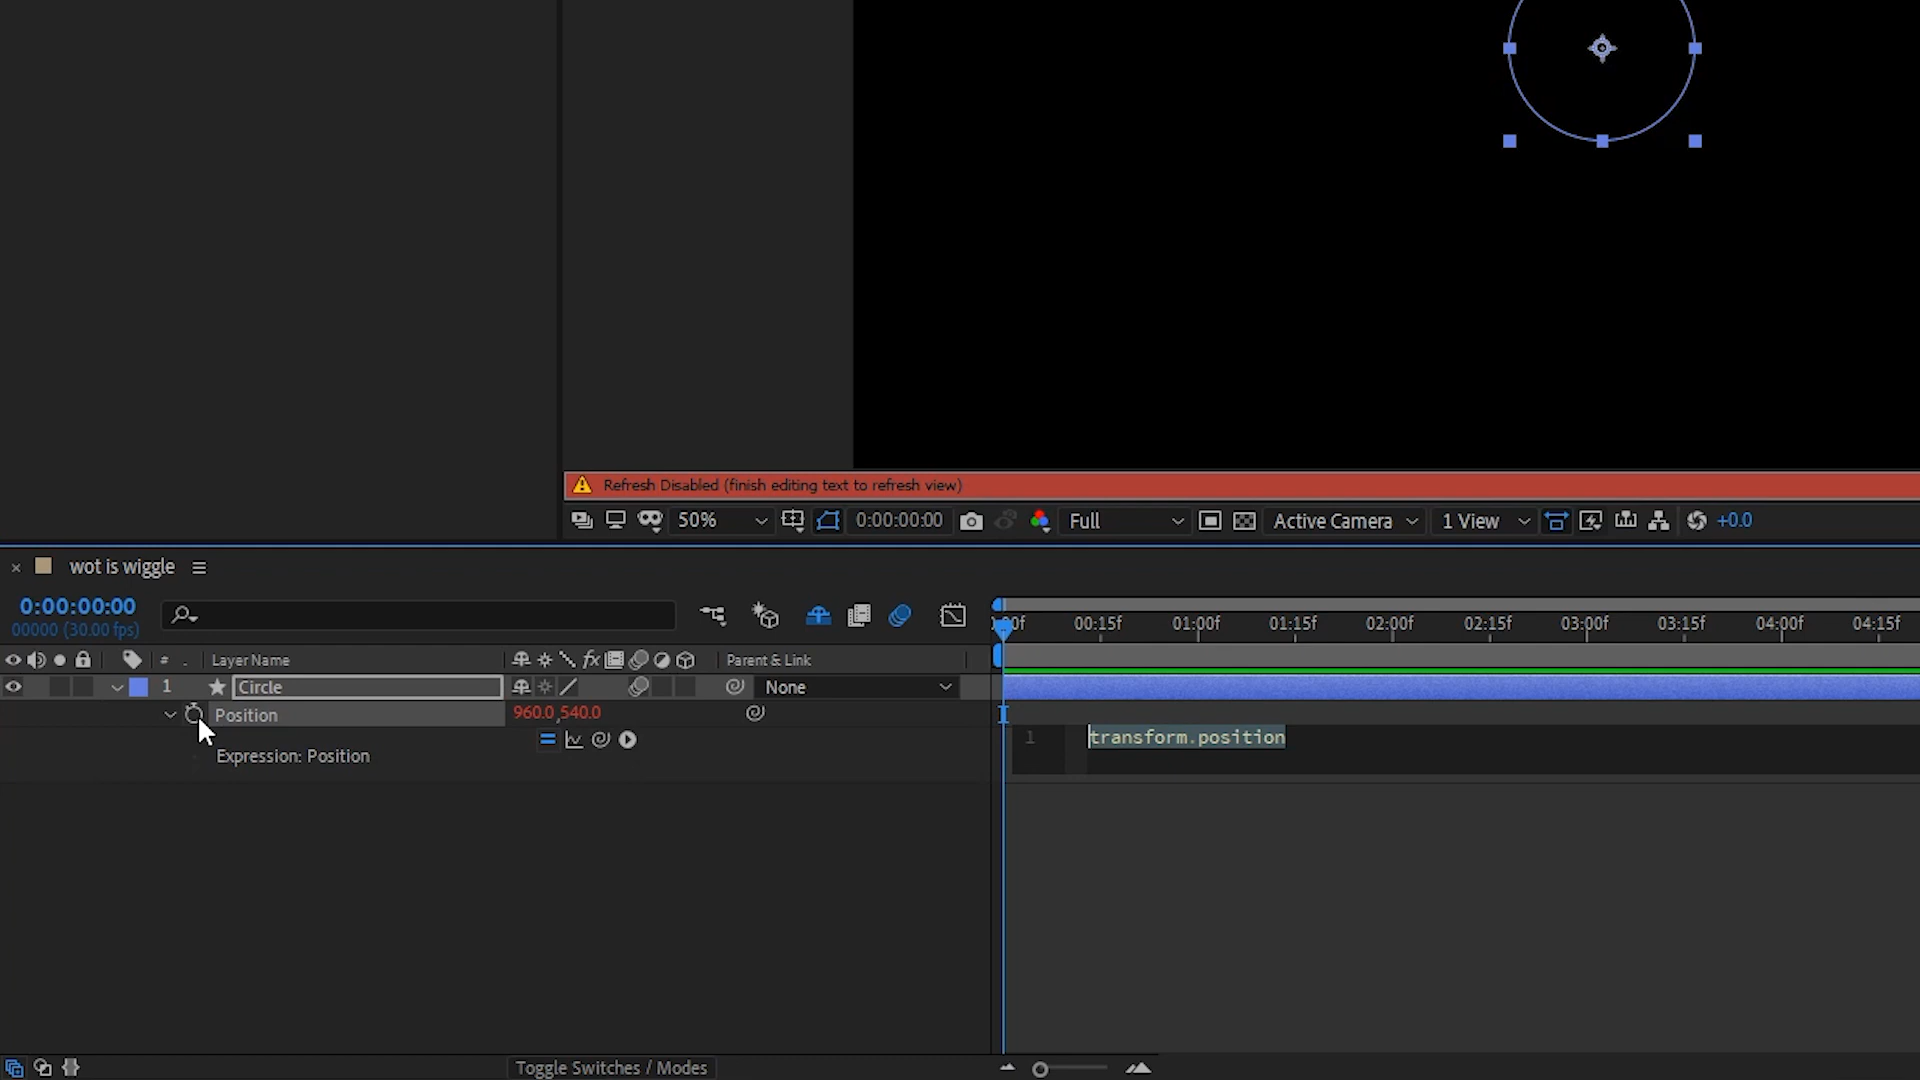 Refresh Disabled (finish editing text to refresh view)
50% 0:00:00:00 Full Active Camera 1 View +0.0
wot is wiggle
0:00:00:00
00000 (30.00 fps)
00f 00:15f 01:00f 01:15f 02:00f 02:15f 03:00f 03:15f 04:00f 04:15f
# . Layer Name fx Parent & Link
1 Circle None
Position 960.0,540.0
1 transform.position
Expression: Position
Toggle Switches / Modes